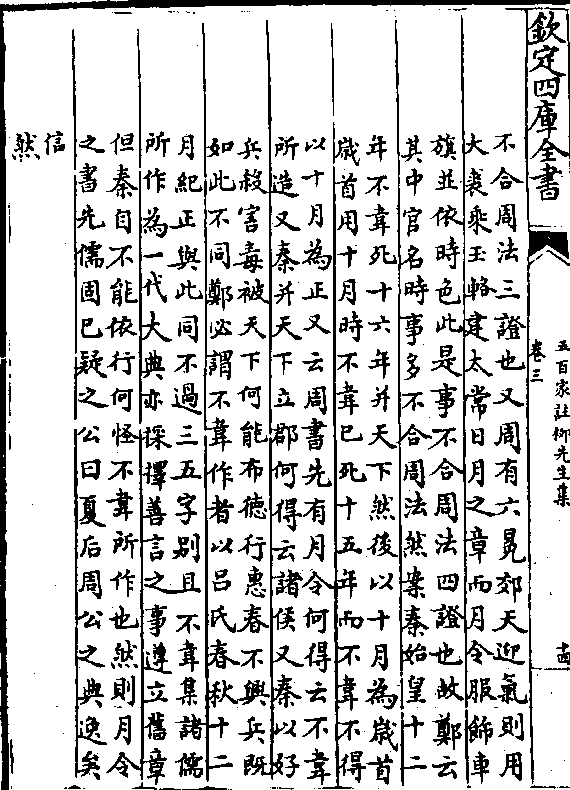 欽定四庫全書
五百家註柳先生集
卷三
十四
不合周法三證也又周有六冕郊天迎氣則用
大裘乘玉輅建太常日月之章而月令服飾車
旗並依時色此是事不合周法四證也故鄭云
其中官名時事多不合周法然案秦始皇十二
年不韋死十六年并天下然後以十月為嵗首
嵗首用十月時不韋已死十五年而不韋不得
以十月為正又云周書先有月令何得云不韋
所造又秦并天下立郡何得云諸侯又秦以好
兵殺害毒被天下何能布德行惠春不興兵既
如此不同鄭必謂不韋作者以吕氏春秋十二
月紀正與此同不過三五字别且不韋集諸儒
所作為一代大典亦採擇善言之事遵立舊章
但秦自不能依行何怪不韋所作也然則月令
之書先儒固已疑之公曰夏后周公之典逸矣
信
然